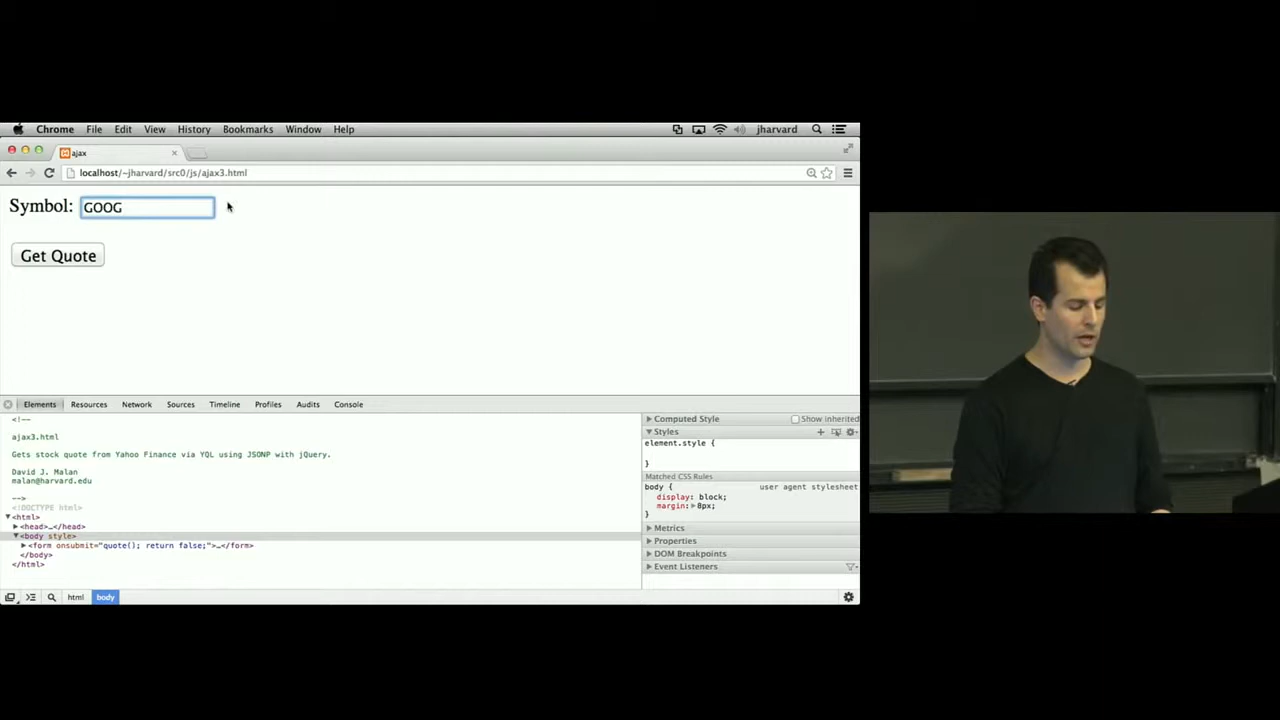 Chrome File Edit View History Bookmarks Window Help jharvard
ajax
localhost/~jharvard/src0/js/ajax3.html
Symbol: GOOG
Get Quote
Elements Resources Network Sources Timeline Profiles Audits Console
<!--
ajax3.html
Gets stock quote from Yahoo Finance via YQL using JSONP with jQuery.
David J. Malan
malan@harvard.edu
-->
<!DOCTYPE html>
<html>
<head>…</head>
<body style>
<form onsubmit="quote(); return false;">…</form>
</body>
</html>
Computed Style Show inherited
Styles
element.style {
}
Matched CSS Rules
body { user agent stylesheet
display: block;
margin: 8px;
}
Metrics
Properties
DOM Breakpoints
Event Listeners
html body